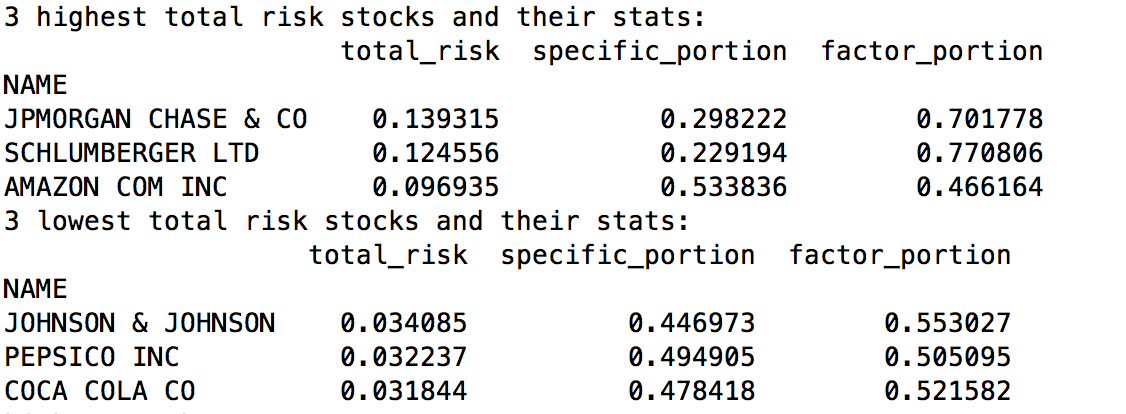 3 highest total risk stocks and their stats:
total_risk specific_portion factor_portion
NAME
JPMORGAN CHASE & CO 0.139315 0.298222 0.701778
SCHLUMBERGER LTD 0.124556 0.229194 0.770806
AMAZON COM INC 0.096935 0.533836 0.466164
3 lowest total risk stocks and their stats:
total_risk specific_portion factor_portion
NAME
JOHNSON & JOHNSON 0.034085 0.446973 0.553027
PEPSICO INC 0.032237 0.494905 0.505095
COCA COLA CO 0.031844 0.478418 0.521582